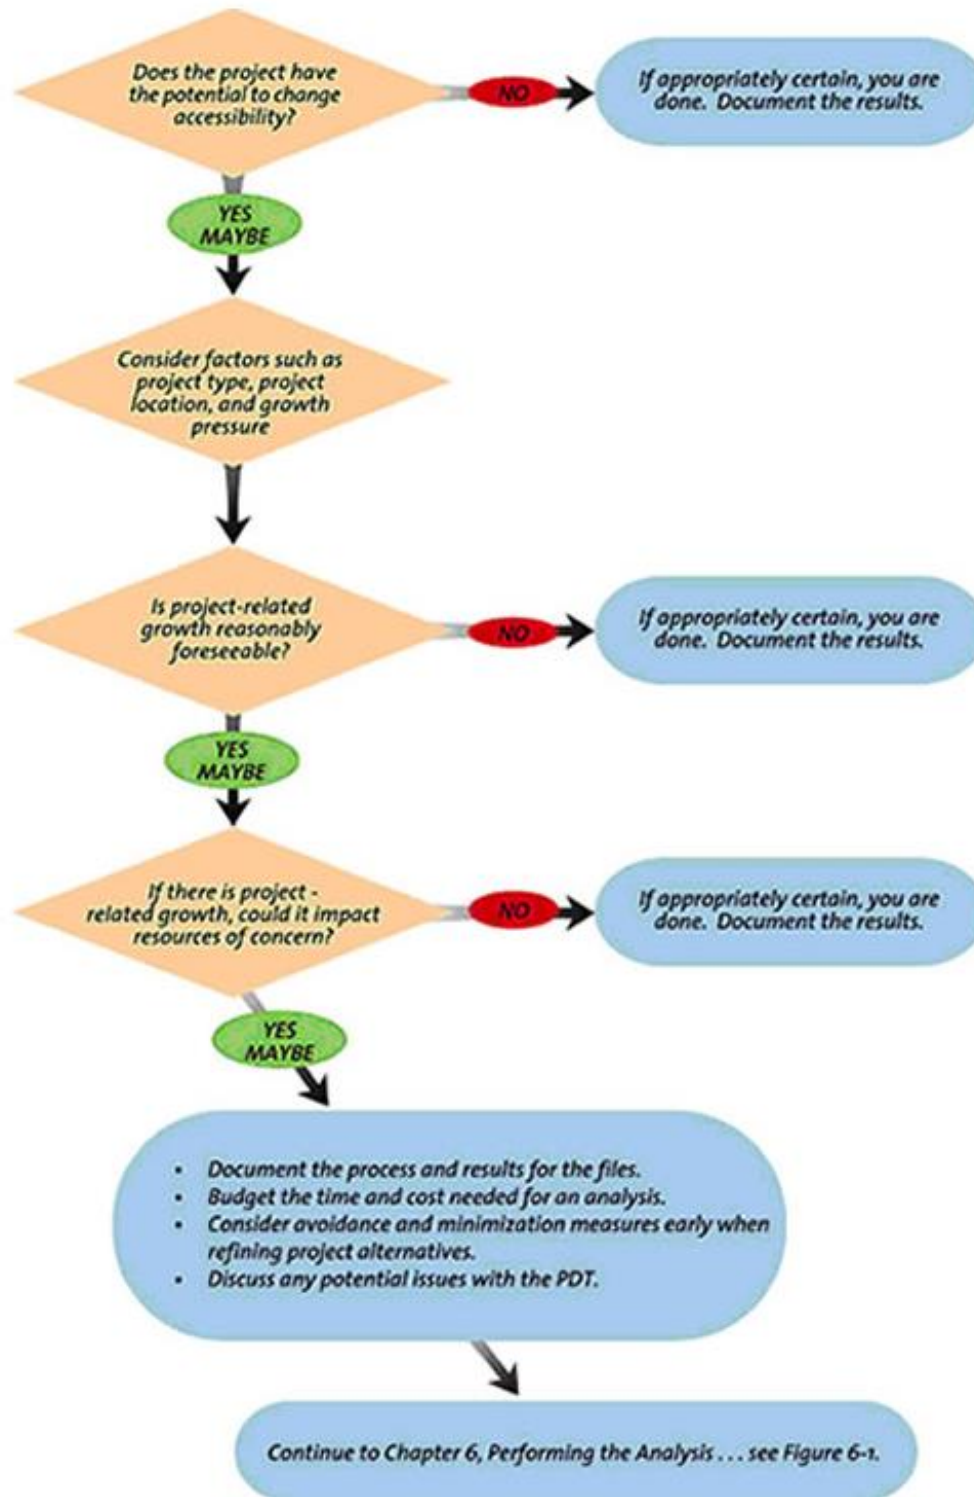 Does the project have
the potential to change
accessibility?
NO
If appropriately certain, you are
done. Document the results.
YES
MAYBE
Consider factors such as
project type, project
location, and growth
pressure
Is project-related
growth reasonably
foreseeable?
NO
If appropriately certain, you are
done. Document the results.
YES
MAYBE
If there is project -
related growth, could it impact
resources of concern?
NO
If appropriately certain, you are
done. Document the results.
YES
MAYBE
• Document the process and results for the files.
• Budget the time and cost needed for an analysis.
• Consider avoidance and minimization measures early when
refining project alternatives.
• Discuss any potential issues with the PDT.
Continue to Chapter 6, Performing the Analysis . . . see Figure 6-1.